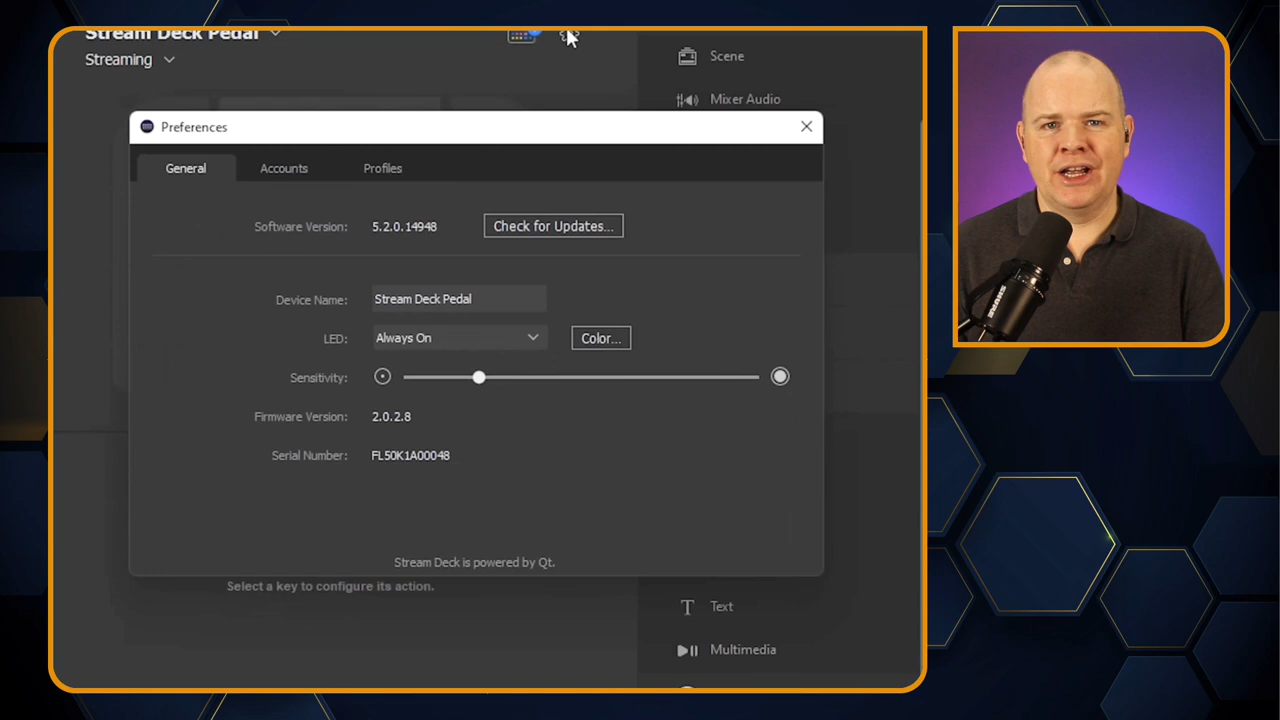 Stream Deck Pedal
Streaming
Scene
Mixer Audio
Preferences
General Accounts Profiles
Software Version: 5.2.0.14948 Check for Updates...
Device Name: Stream Deck Pedal
LED: Always On Color...
Sensitivity:
Firmware Version: 2.0.2.8
Serial Number: FL50K1A00048
Stream Deck is powered by Qt.
Select a key to configure its action.
Text
Multimedia
SHURE